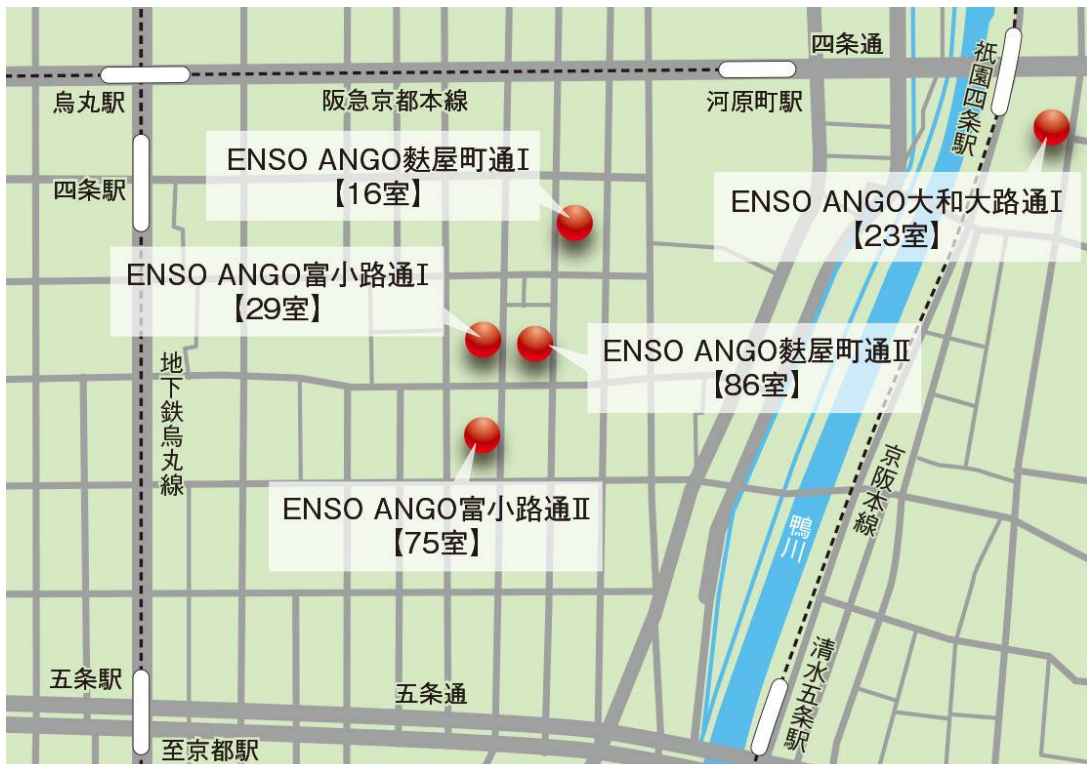 四条通
烏丸駅
阪急京都本線
河原町駅
祇園四条駅
四条駅
ENSO ANGO麩屋町通Ⅰ
【16室】
ENSO ANGO大和大路通Ⅰ
【23室】
ENSO ANGO富小路通Ⅰ
【29室】
ENSO ANGO麩屋町通Ⅱ
【86室】
地下鉄烏丸線
ENSO ANGO富小路通Ⅱ
【75室】
京阪本線
鴨川
清水五条駅
五条駅
五条通
至京都駅